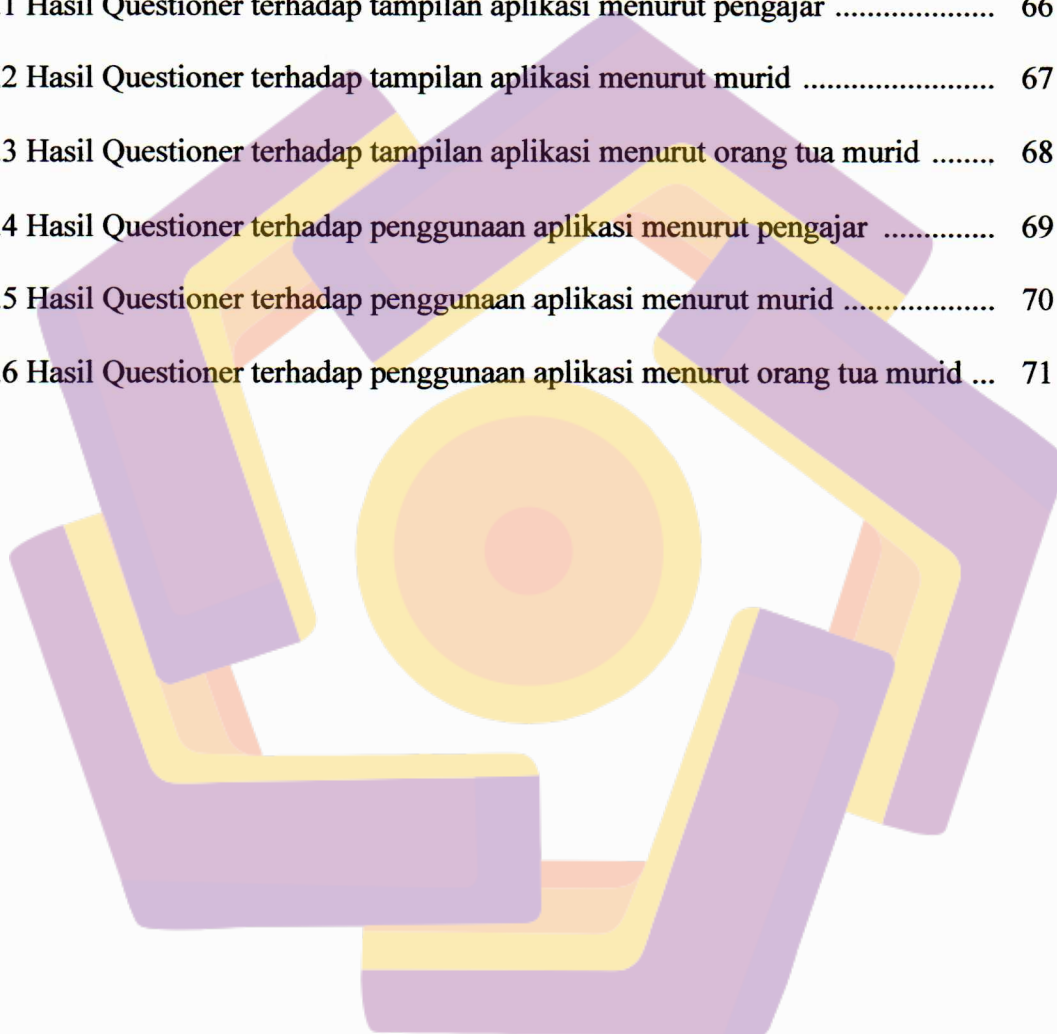 .1 Hasil Questioner terhadap tampilan aplikasi menurut pengajar .................... 66
.2 Hasil Questioner terhadap tampilan aplikasi menurut murid ........................ 67
.3 Hasil Questioner terhadap tampilan aplikasi menurut orang tua murid ........ 68
.4 Hasil Questioner terhadap penggunaan aplikasi menurut pengajar .............. 69
.5 Hasil Questioner terhadap penggunaan aplikasi menurut murid ................... 70
.6 Hasil Questioner terhadap penggunaan aplikasi menurut orang tua murid ... 71